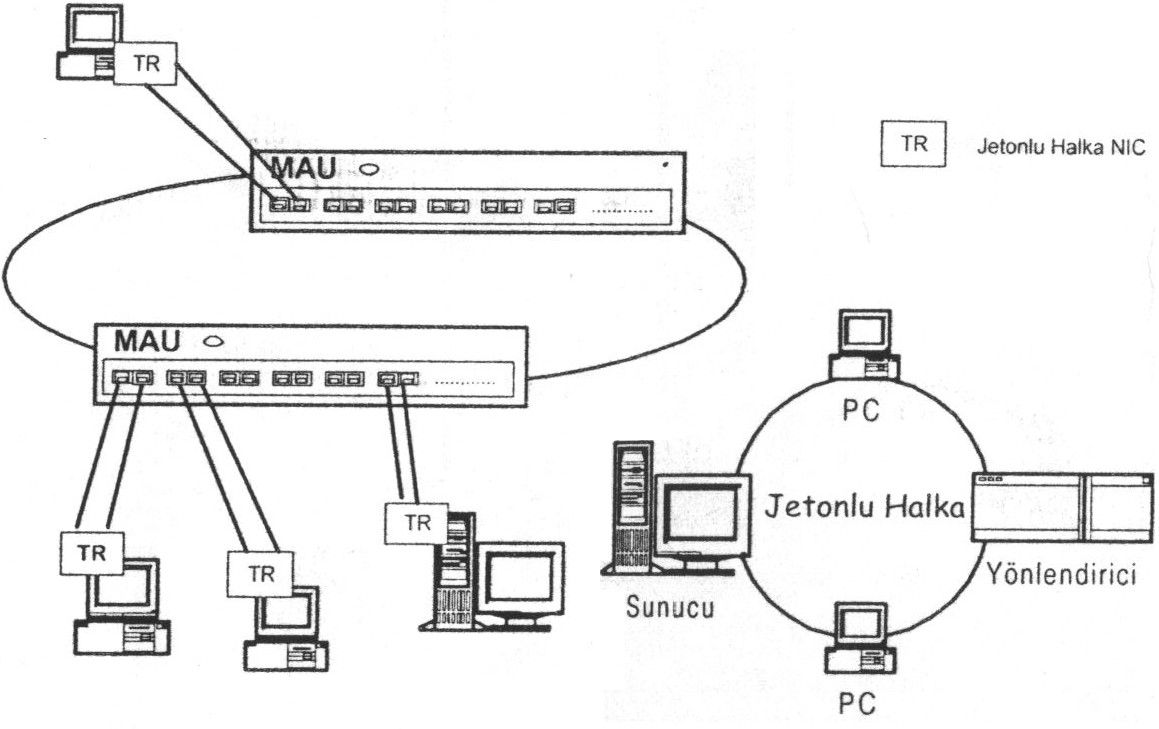 TR
MAU
TR
Jetonlu Halka NIC
MAU
TR
TR
TR
PC
Jetonlu Halka
Sunucu
Yönlendirici
PC